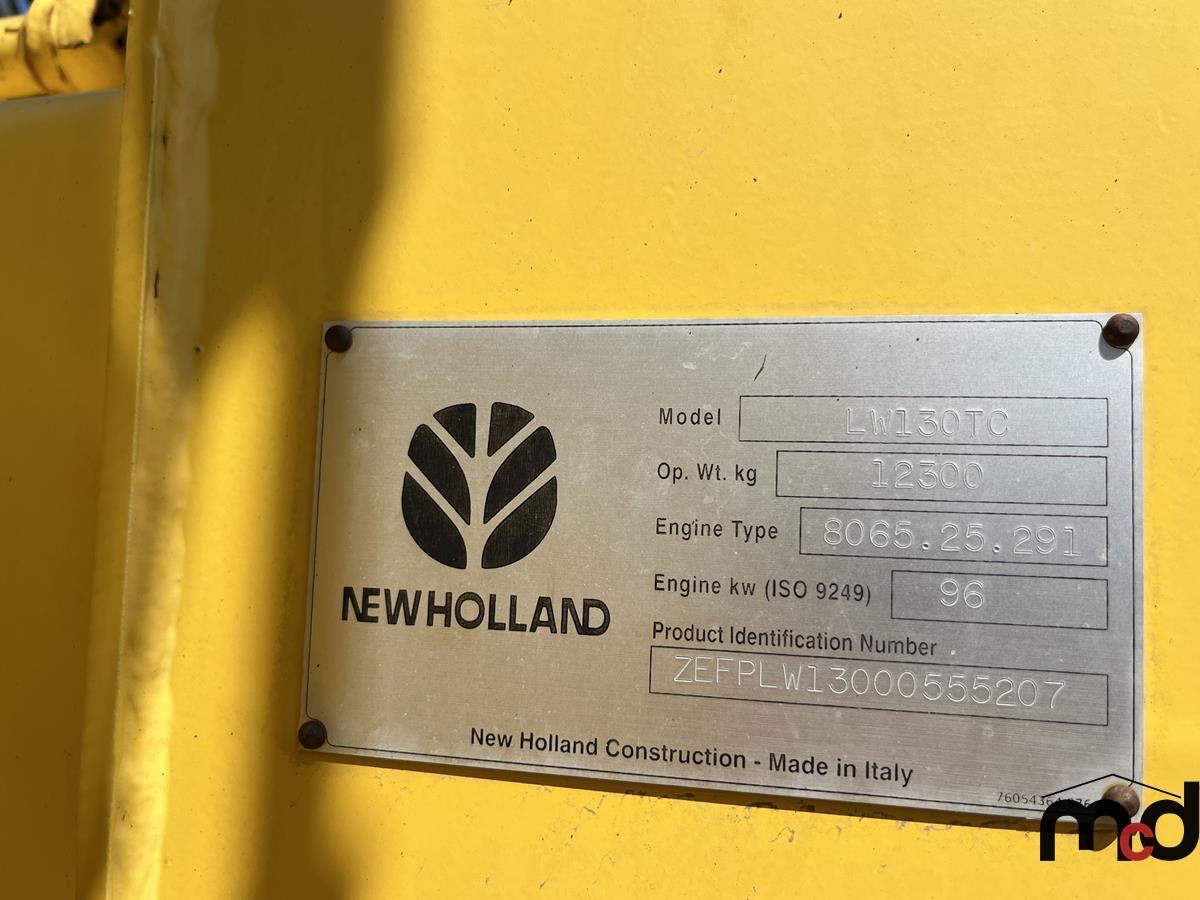 Model LW130TC
Op. Wt. kg 12300
Engine Type 8065.25.291
Engine kw (ISO 9249) 96
Product Identification Number
ZEFPLW13000555207
NEW HOLLAND
New Holland Construction - Made in Italy
mcd